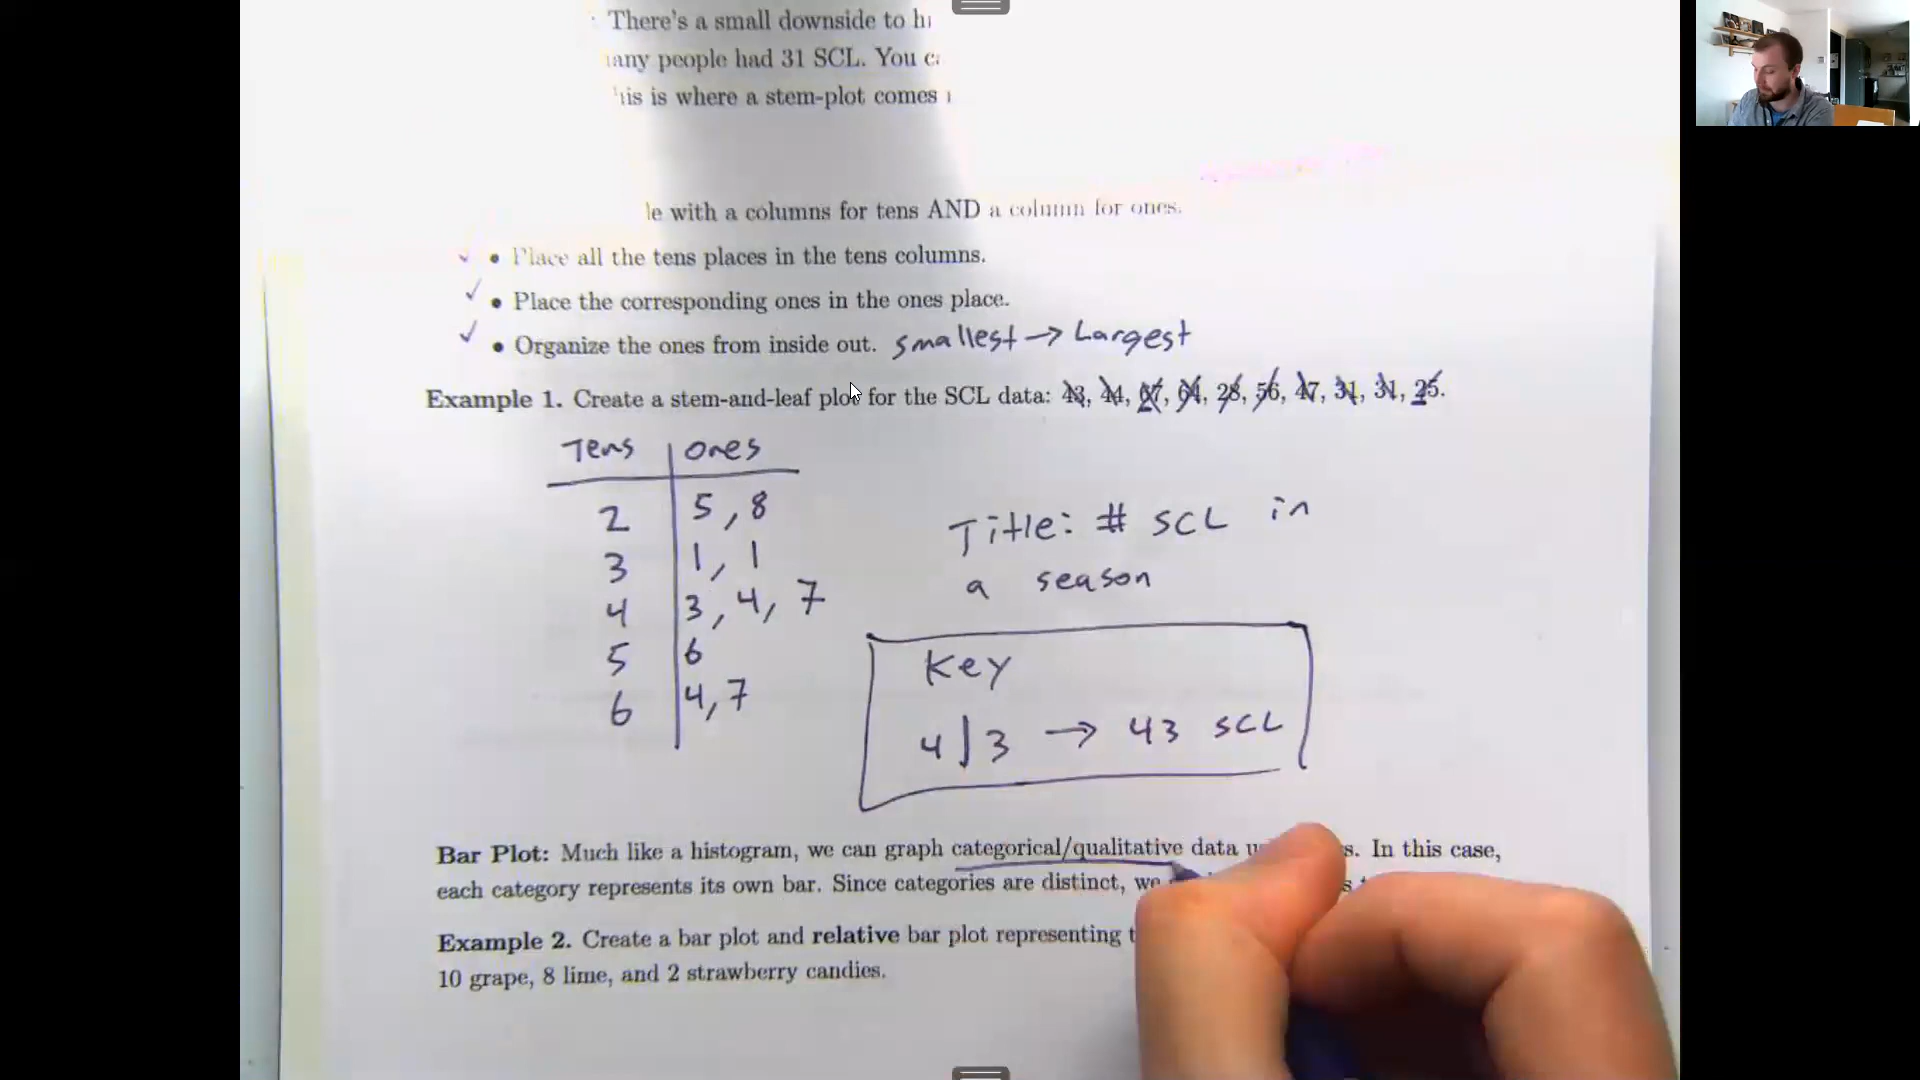 There's a small downside to
people had 31 SCL. You
is where a stem-plot comes
with a columns for tens AND a column for ones.
✓ • Place all the tens places in the tens columns.
✓ • Place the corresponding ones in the ones place.
✓ • Organize the ones from inside out. smallest → Largest
Example 1. Create a stem-and-leaf plot for the SCL data: 43, 44, 67, 64, 28, 56, 47, 31, 31, 25.
Tens | ones
2 | 5, 8
3 | 1, 1
4 | 3, 4, 7
5 | 6
6 | 4, 7
Title: # SCL in
a season
Key
4 | 3 → 43 SCL
Bar Plot: Much like a histogram, we can graph categorical/qualitative data In this case,
each category represents its own bar. Since categories are distinct, we
Example 2. Create a bar plot and relative bar plot representing
10 grape, 8 lime, and 2 strawberry candies.